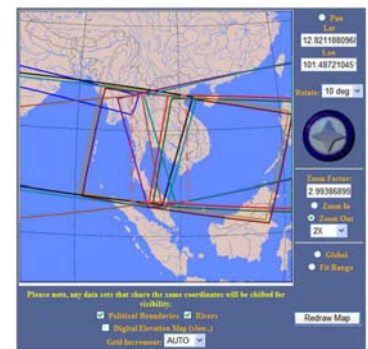 Pan
Lat
12.8211880968
Lon
101.487210451
Rotate: 10 deg
Zoom Factor:
2.99386899
Zoom In
Zoom Out
2X
Global
Fit Range
Redraw Map
Please note, any data sets that share the same coordinates will be shifted for
visibility.
Political Boundaries Rivers
Digital Elevation Map (slow..)
Grid Increment: AUTO